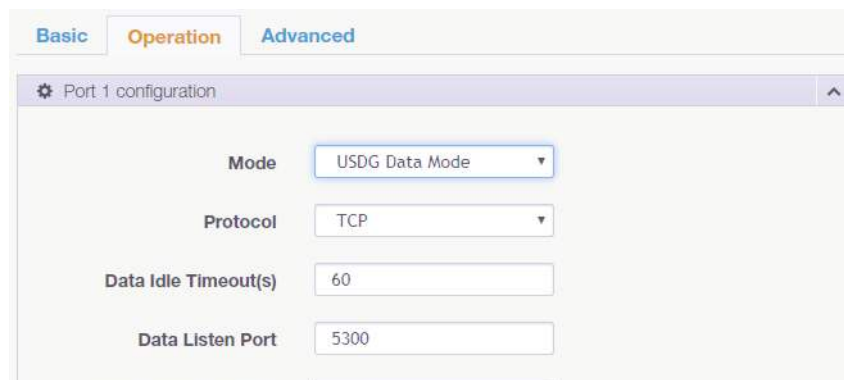 Basic Operation Advanced
Port 1 configuration
Mode USDG Data Mode
Protocol TCP
Data Idle Timeout(s) 60
Data Listen Port 5300